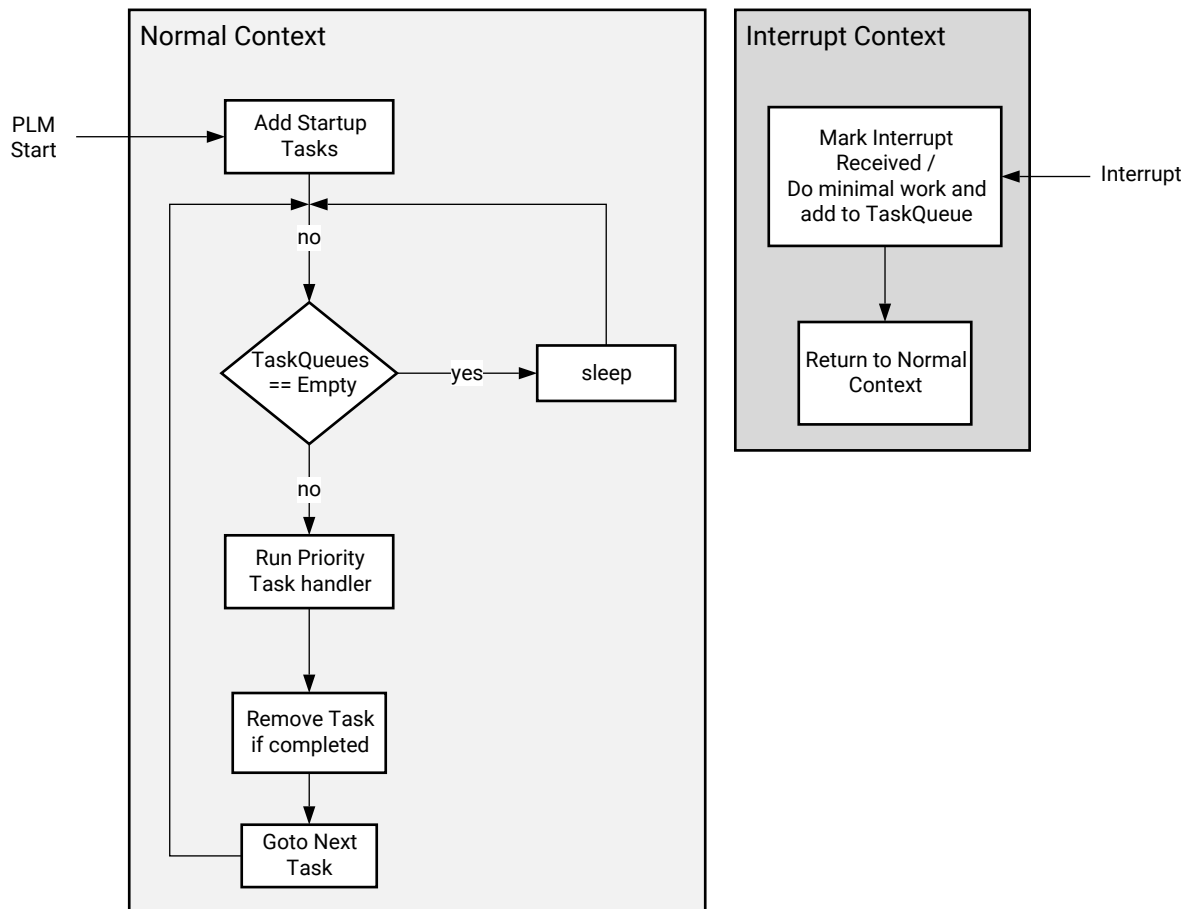 Normal Context
PLM
Start
Add Startup
Tasks
no
TaskQueues
== Empty
yes
sleep
no
Run Priority
Task handler
Remove Task
if completed
Goto Next
Task
Interrupt Context
Mark Interrupt
Received /
Do minimal work and
add to TaskQueue
Interrupt
Return to Normal
Context